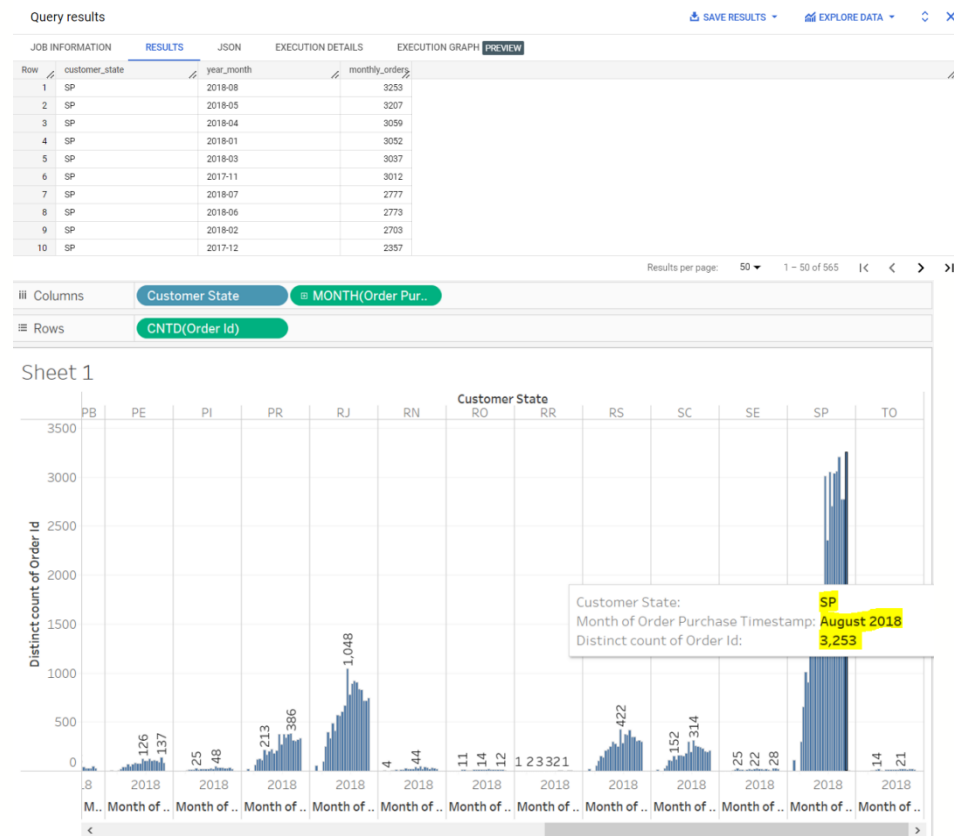 Query results
SAVE RESULTS
EXPLORE DATA
JOB INFORMATION RESULTS JSON EXECUTION DETAILS EXECUTION GRAPH PREVIEW
Row customer_state year_month monthly_orders
1 SP 2018-08 3253
2 SP 2018-05 3207
3 SP 2018-04 3059
4 SP 2018-01 3052
5 SP 2018-03 3037
6 SP 2017-11 3012
7 SP 2018-07 2777
8 SP 2018-06 2773
9 SP 2018-02 2703
10 SP 2017-12 2357
Results per page: 50 1 – 50 of 565
Columns Customer State MONTH(Order Pur..
Rows CNTD(Order Id)
Sheet 1
Customer State
PB PE PI PR RJ RN RO RR RS SC SE SP TO
Distinct count of Order Id
3500
3000
2500
2000
1500
1000
500
0
126 137 25 48 213 386 1,048 4 44 11 14 12 1 2 3 3 2 1 422 152 314 25 22 28 14 21
Customer State: SP
Month of Order Purchase Timestamp: August 2018
Distinct count of Order Id: 3,253
.8 2018 2018 2018 2018 2018 2018 2018 2018 2018 2018 2018 2018
M.. Month of .. Month of .. Month of .. Month of .. Month of .. Month of .. Month of .. Month of .. Month of .. Month of .. Month of .. Month of ..